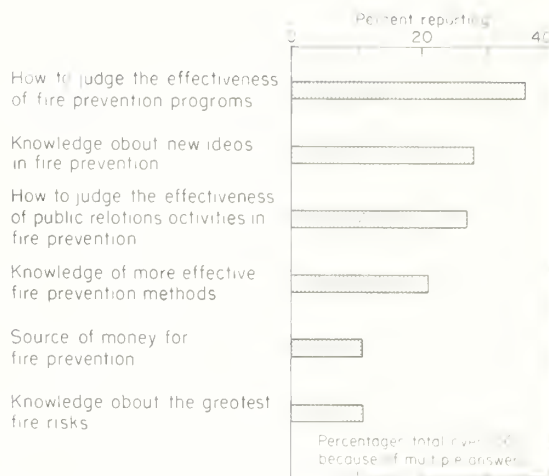 Percent reporting
0 20 40
How to judge the effectiveness
of fire prevention programs
Knowledge about new ideas
in fire prevention
How to judge the effectiveness
of public relations activities in
fire prevention
Knowledge of more effective
fire prevention methods
Source of money for
fire prevention
Knowledge about the greatest
fire risks
Percentages total over
because of multiple answer